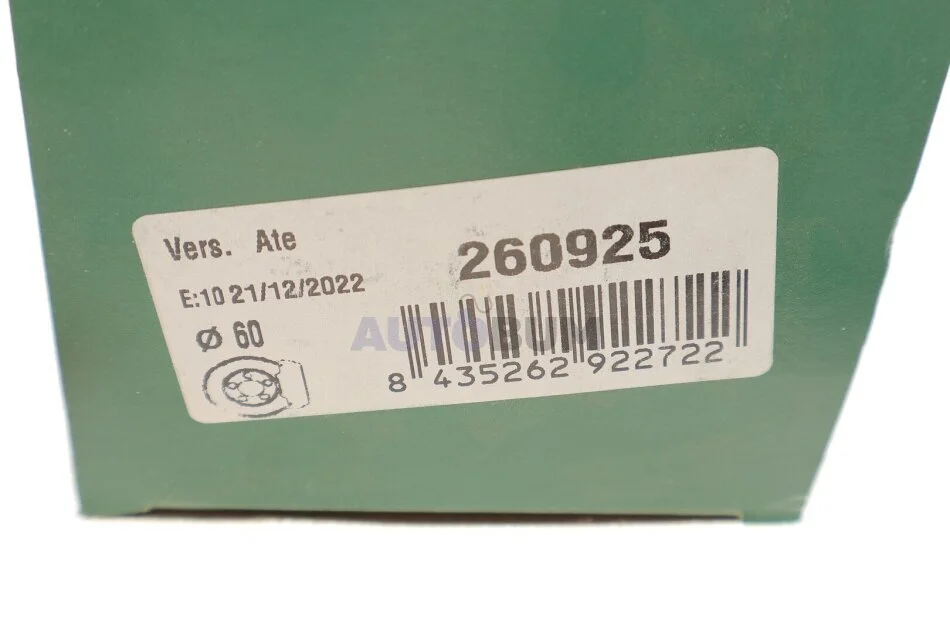 Vers. Ate
260925
E:10 21/12/2022
Ø 60
AUTOBUM
8 435262 922722